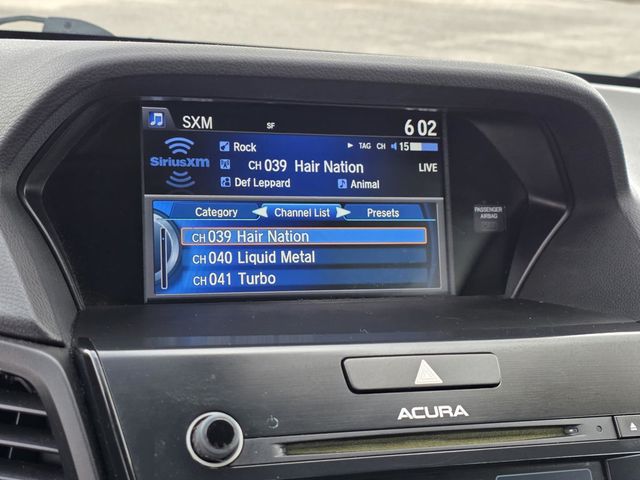 SXM SF 6 02
Rock TAG CH 15
SiriusXm CH 039 Hair Nation LIVE
Def Leppard Animal
Category Channel List Presets
CH 039 Hair Nation
CH 040 Liquid Metal
CH 041 Turbo
PASSENGER
AIRBAG
ACURA